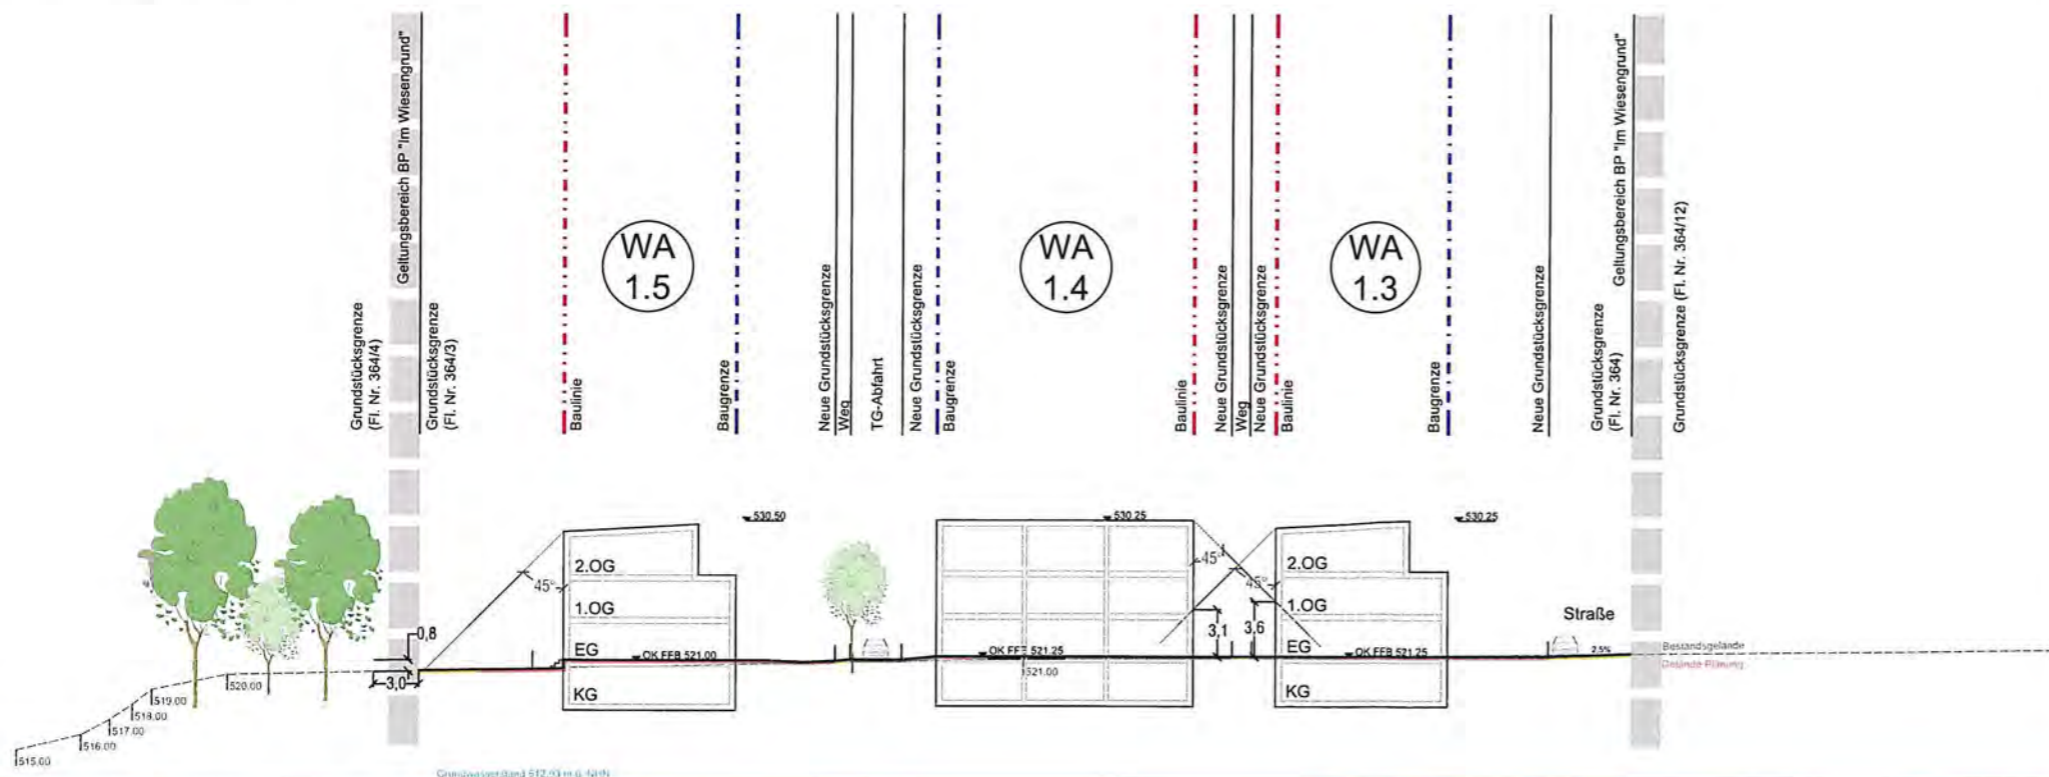 Geltungsbereich BP "Im Wiesengrund"
Grundstücksgrenze
(Fl. Nr. 364/4)
Grundstücksgrenze
(Fl. Nr. 364/3)
Baulinie
WA
1.5
Baugrenze
Neue Grundstücksgrenze
Weg
TG-Abfahrt
Neue Grundstücksgrenze
Baugrenze
WA
1.4
Baulinie
Neue Grundstücksgrenze
Weg
Neue Grundstücksgrenze
Baulinie
WA
1.3
Baugrenze
Neue Grundstücksgrenze
Grundstücksgrenze
(Fl. Nr. 364)
Geltungsbereich BP "Im Wiesengrund"
Grundstücksgrenze (Fl. Nr. 364/12)
530.50
530.25
530.25
45°
2.OG
1.OG
EG
KG
OK FFB 521.00
OK FFB 521.25
521.00
45°
45°
3,1
3,6
2.OG
1.OG
EG
KG
OK FFB 521.25
Straße
2.5%
Bestandsgelände
Gelände Planung
0,8
3,0
520.00
519.00
518.00
517.00
516.00
515.00